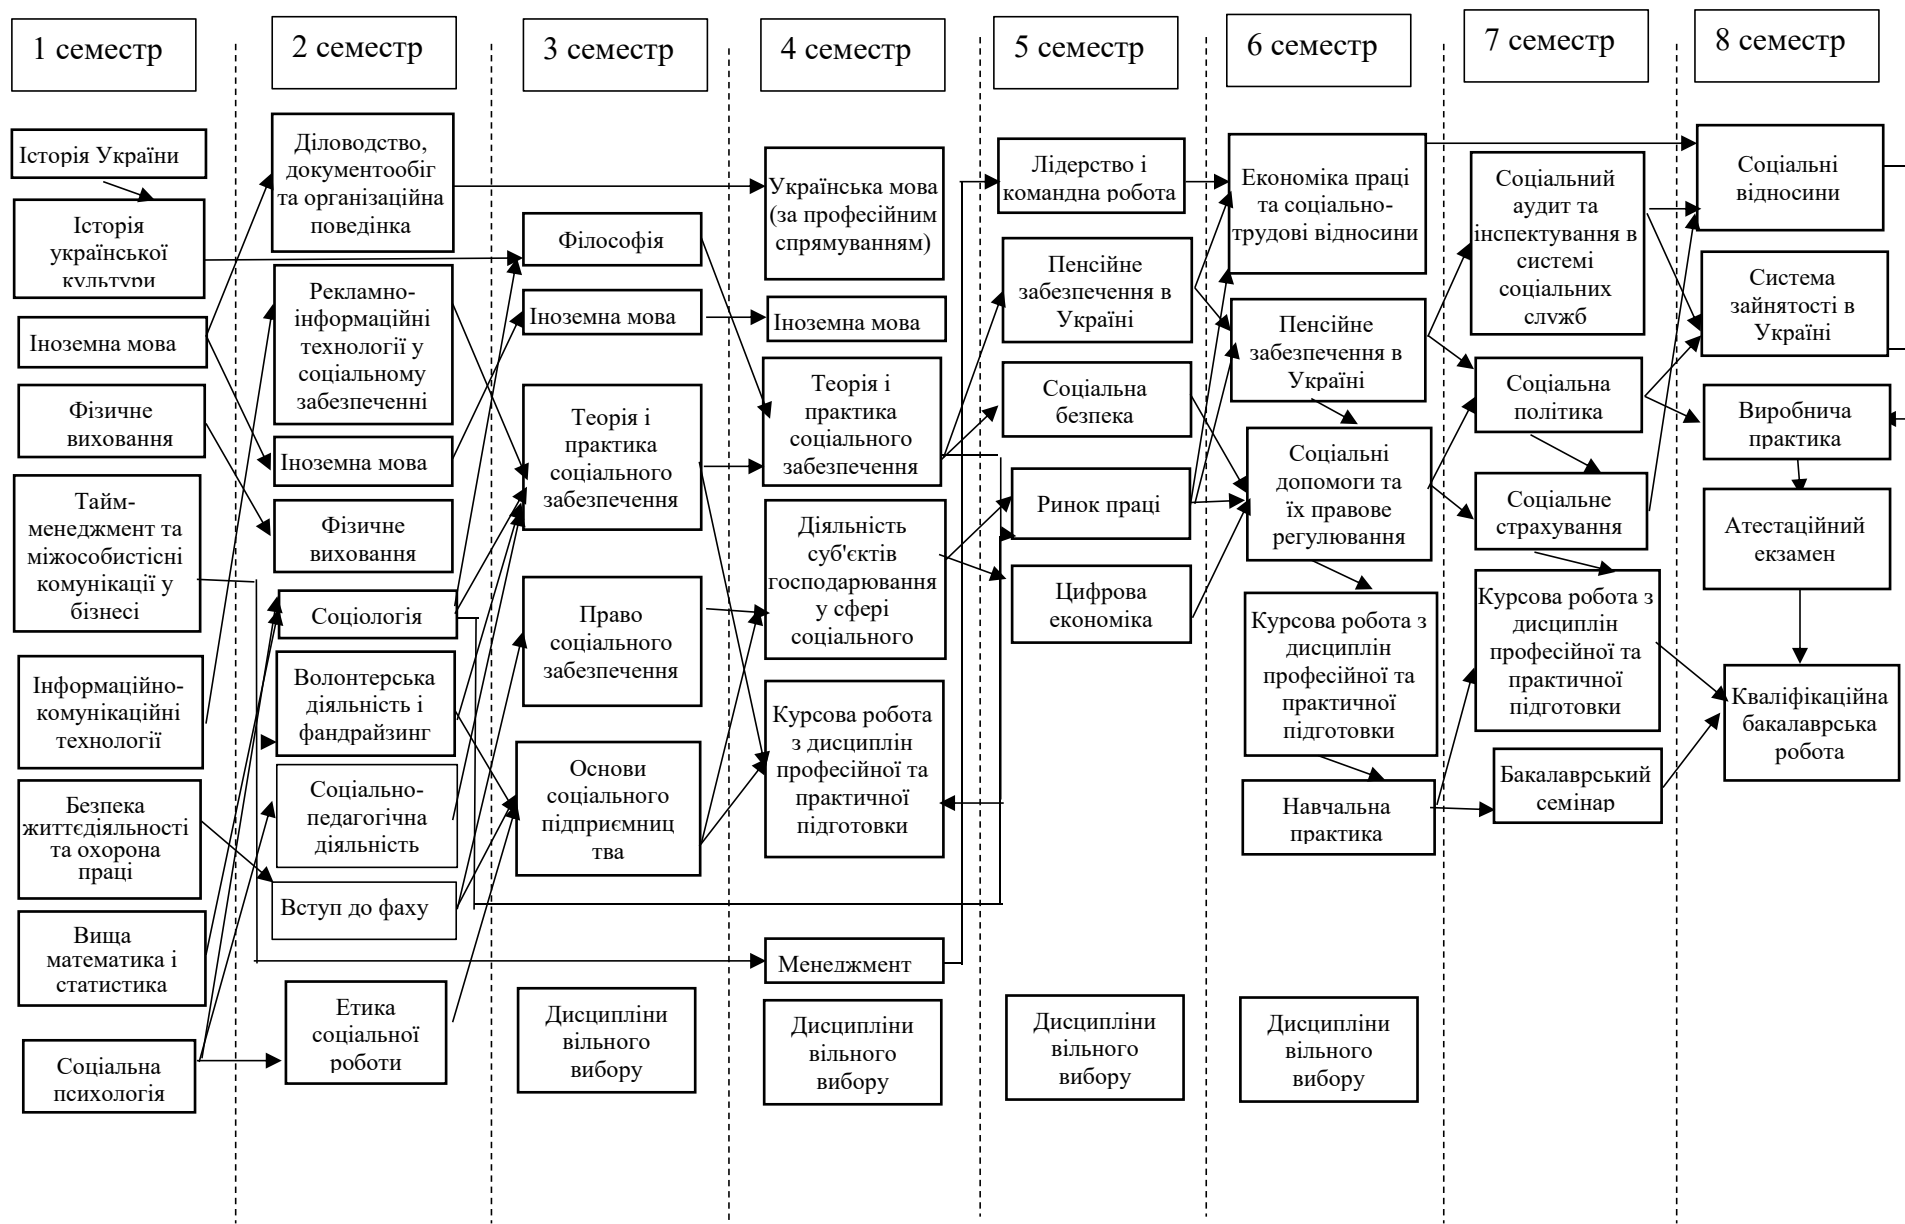 1 семестр
2 семестр
3 семестр
4 семестр
5 семестр
6 семестр
7 семестр
8 семестр
Історія України
Історія
української
культури
Іноземна мова
Фізичне
виховання
Тайм-
менеджмент та
міжособистісні
комунікації у
бізнесі
Інформаційно-
комунікаційні
технології
Безпека
життєдіяльності
та охорона
праці
Вища
математика і
статистика
Соціальна
психологія
Діловодство,
документообіг
та організаційна
поведінка
Рекламно-
інформаційні
технології у
соціальному
забезпеченні
Іноземна мова
Фізичне
виховання
Соціологія
Волонтерська
діяльність і
фандрайзинг
Соціально-
педагогічна
діяльність
Вступ до фаху
Етика
соціальної
роботи
Філософія
Іноземна мова
Теорія і
практика
соціального
забезпечення
Право
соціального
забезпечення
Основи
соціального
підприємниц
тва
Дисципліни
вільного
вибору
Українська мова
(за професійним
спрямуванням)
Іноземна мова
Теорія і
практика
соціального
забезпечення
Діяльність
суб'єктів
господарювання
у сфері
соціального
Курсова робота
з дисциплін
професійної та
практичної
підготовки
Менеджмент
Дисципліни
вільного
вибору
Лідерство і
командна робота
Пенсійне
забезпечення в
Україні
Соціальна
безпека
Ринок праці
Цифрова
економіка
Дисципліни
вільного
вибору
Економіка праці
та соціально-
трудові відносини
Пенсійне
забезпечення в
Україні
Соціальні
допомоги та
їх правове
регулювання
Курсова робота з
дисциплін
професійної та
практичної
підготовки
Навчальна
практика
Дисципліни
вільного
вибору
Соціальний
аудит та
інспектування в
системі
соціальних
служб
Соціальна
політика
Соціальне
страхування
Курсова робота з
дисциплін
професійної та
практичної
підготовки
Бакалаврський
семінар
Соціальні
відносини
Система
зайнятості в
Україні
Виробнича
практика
Атестаційний
екзамен
Кваліфікаційна
бакалаврська
робота